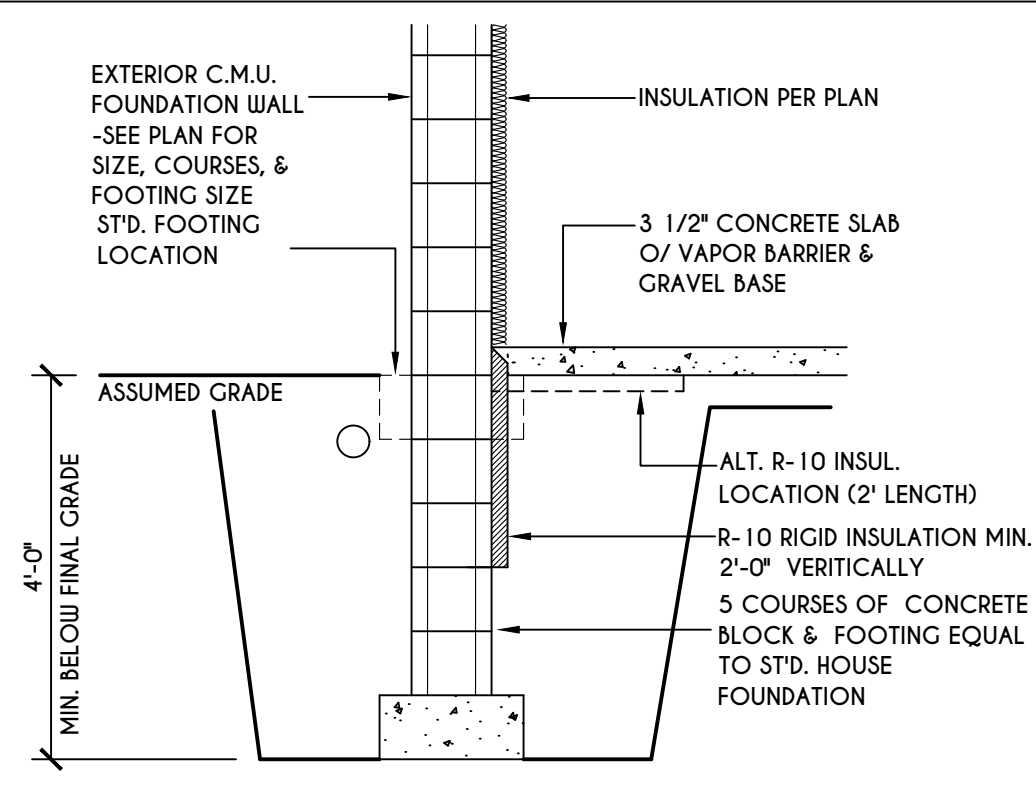 EXTERIOR C.M.U.
FOUNDATION WALL
-SEE PLAN FOR
SIZE, COURSES, &
FOOTING SIZE
ST'D. FOOTING
LOCATION
INSULATION PER PLAN
3 1/2" CONCRETE SLAB
O/ VAPOR BARRIER &
GRAVEL BASE
ASSUMED GRADE
4'-0"
MIN. BELOW FINAL GRADE
ALT. R-10 INSUL.
LOCATION (2' LENGTH)
R-10 RIGID INSULATION MIN.
2'-0" VERITICALLY
5 COURSES OF CONCRETE
BLOCK & FOOTING EQUAL
TO ST'D. HOUSE
FOUNDATION